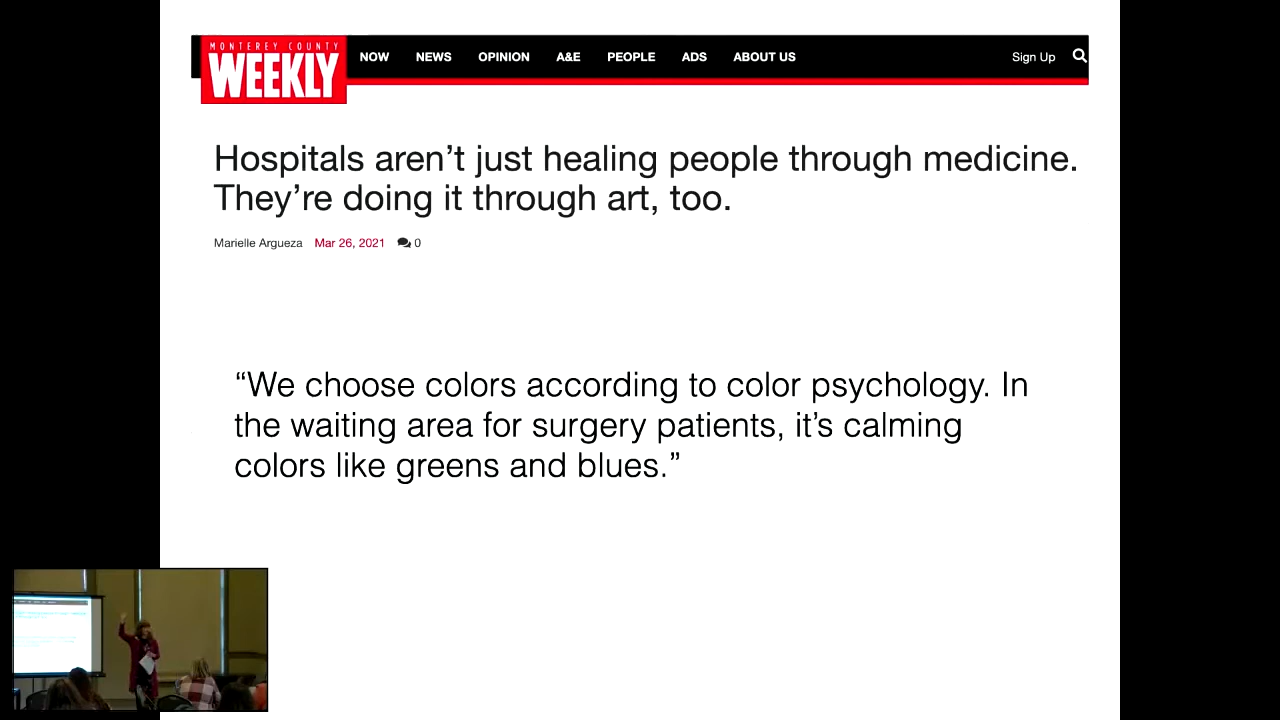 MONTEREY COUNTY
WEEKLY
NOW NEWS OPINION A&E PEOPLE ADS ABOUT US Sign Up
Hospitals aren’t just healing people through medicine.
They’re doing it through art, too.
Marielle Argueza Mar 26, 2021 0
“We choose colors according to color psychology. In
the waiting area for surgery patients, it’s calming
colors like greens and blues.”